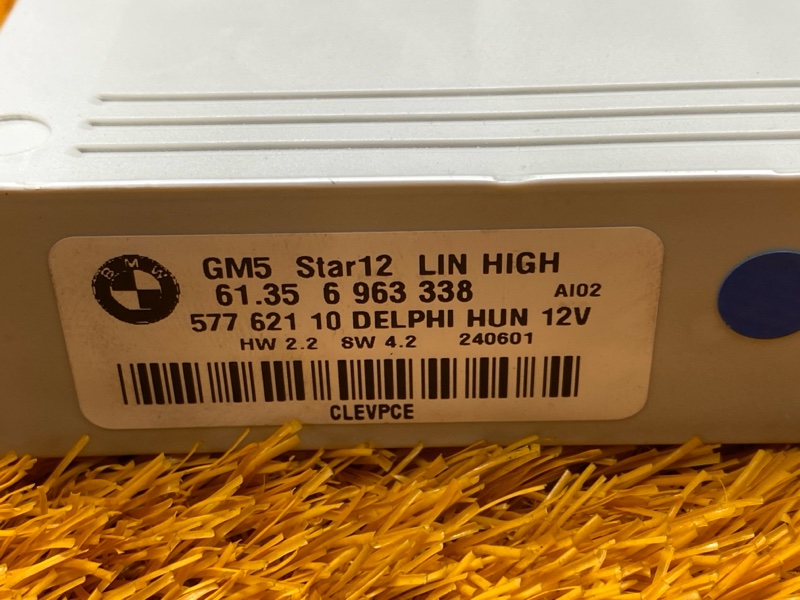 BMW
GM5 Star12 LIN HIGH
61.35 6 963 338 AI02
577 621 10 DELPHI HUN 12V
HW 2.2 SW 4.2 240601
CLEVPCE